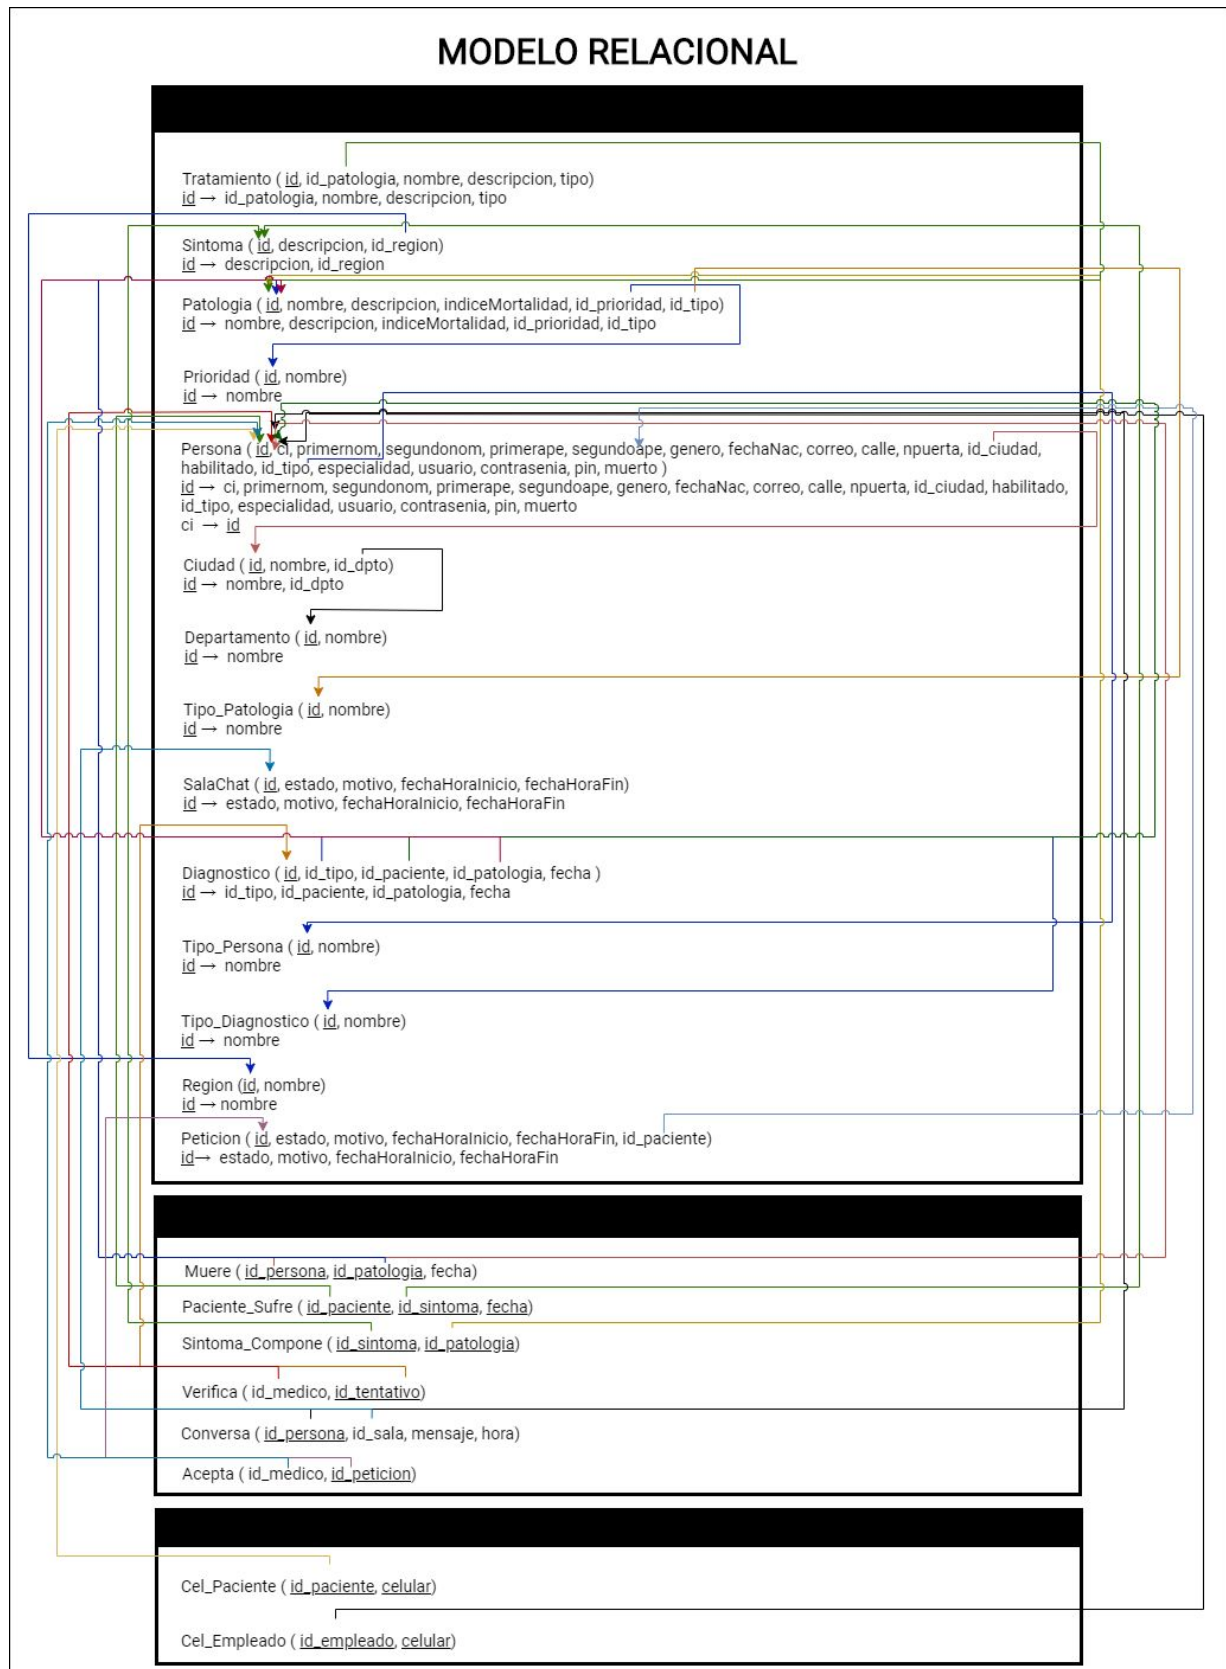 MODELO RELACIONAL
Tratamiento ( id, id_patologia, nombre, descripcion, tipo)
id → id_patologia, nombre, descripcion, tipo
Sintoma ( id, descripcion, id_region)
id → descripcion, id_region
Patologia ( id, nombre, descripcion, indiceMortalidad, id_prioridad, id_tipo)
id → nombre, descripcion, indiceMortalidad, id_prioridad, id_tipo
Prioridad ( id, nombre)
id → nombre
Persona ( id, ci, primernom, segundonom, primerape, segundoape, genero, fechaNac, correo, calle, npuerta, id_ciudad,
habilitado, id_tipo, especialidad, usuario, contrasenia, pin, muerto )
id → ci, primernom, segundonom, primerape, segundoape, genero, fechaNac, correo, calle, npuerta, id_ciudad, habilitado,
id_tipo, especialidad, usuario, contrasenia, pin, muerto
ci → id
Ciudad ( id, nombre, id_dpto)
id → nombre, id_dpto
Departamento ( id, nombre)
id → nombre
Tipo_Patologia ( id, nombre)
id → nombre
SalaChat ( id, estado, motivo, fechaHoraInicio, fechaHoraFin)
id → estado, motivo, fechaHoraInicio, fechaHoraFin
Diagnostico ( id, id_tipo, id_paciente, id_patologia, fecha )
id → id_tipo, id_paciente, id_patologia, fecha
Tipo_Persona ( id, nombre)
id → nombre
Tipo_Diagnostico ( id, nombre)
id → nombre
Region (id, nombre)
id → nombre
Peticion ( id, estado, motivo, fechaHoraInicio, fechaHoraFin, id_paciente)
id→ estado, motivo, fechaHoraInicio, fechaHoraFin
Muere ( id_persona, id_patologia, fecha)
Paciente_Sufre ( id_paciente, id_sintoma, fecha)
Sintoma_Compone ( id_sintoma, id_patologia)
Verifica ( id_medico, id_tentativo)
Conversa ( id_persona, id_sala, mensaje, hora)
Acepta ( id_medico, id_peticion)
Cel_Paciente ( id_paciente, celular)
Cel_Empleado ( id_empleado, celular)